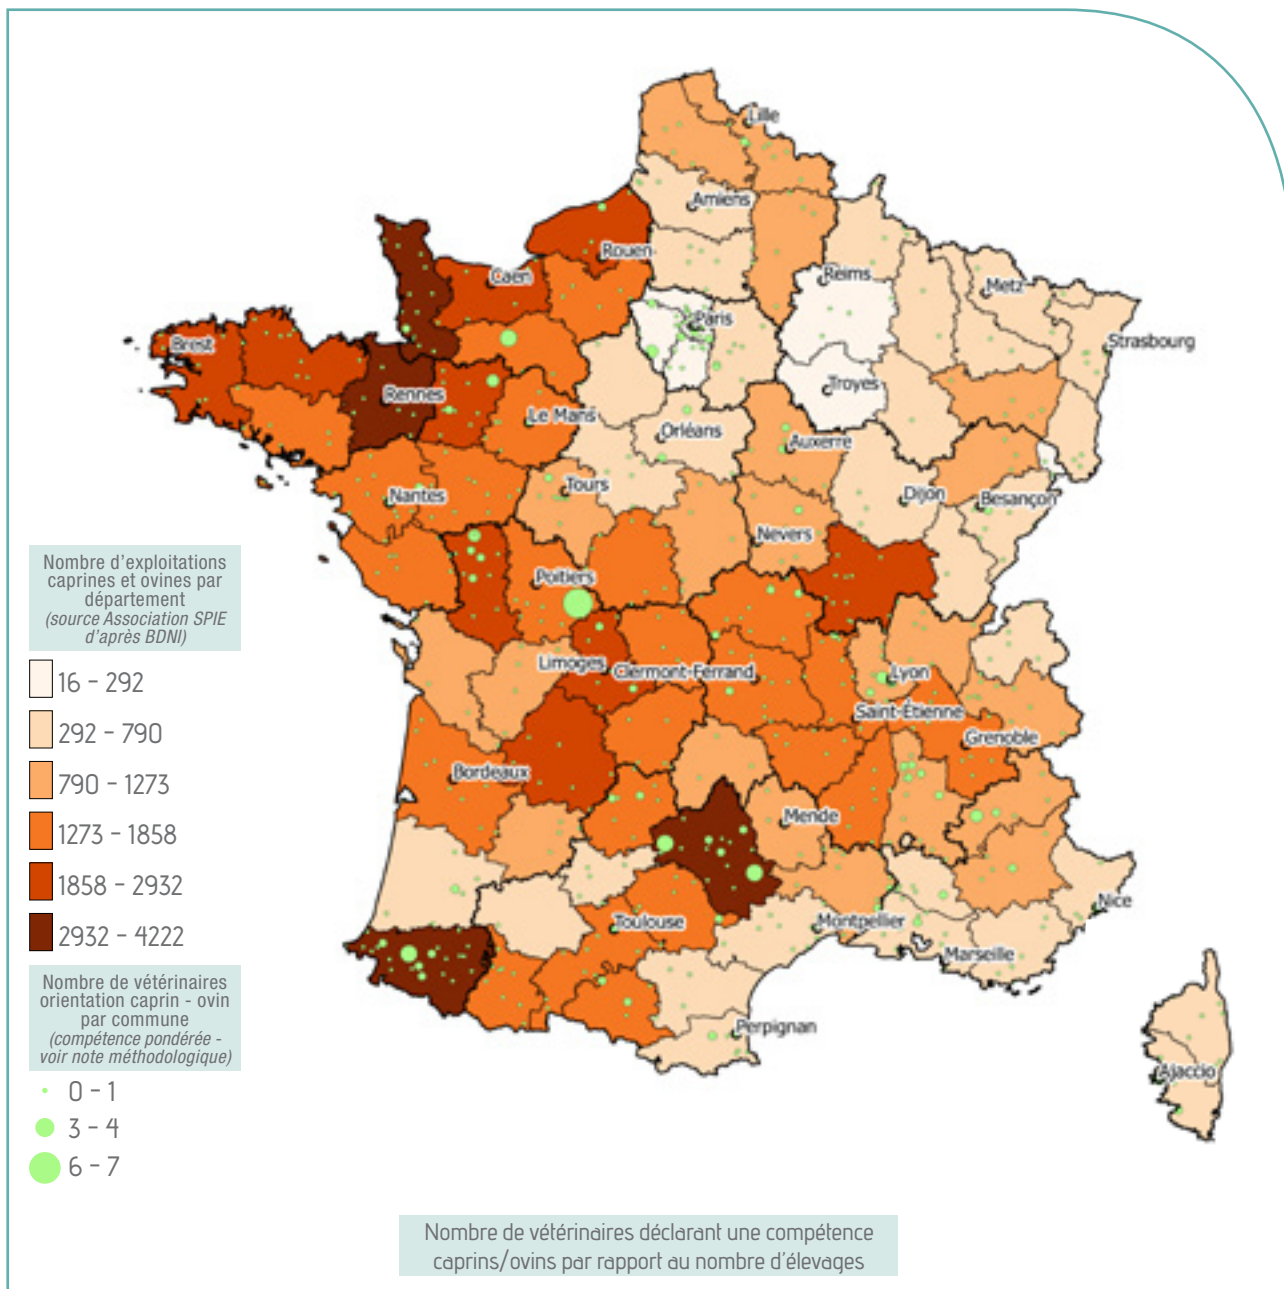 Lille
Amiens
Rouen
Reims
Caen
Metz
Paris
Strasbourg
Brest
Troyes
Rennes
Le Mans
Orléans
Auxerre
Tours
Nantes
Dijon
Besançon
Nevers
Nombre d'exploitations
caprines et ovines par
département
(source Association SPIE
d'après BDNI)
Poitiers
Limoges
Clermont-Ferrand
Lyon
16 – 292
Saint-Étienne
292 – 790
Grenoble
790 – 1273
Bordeaux
1273 – 1858
Mende
1858 – 2932
2932 – 4222
Nice
Toulouse
Montpellier
Marseille
Nombre de vétérinaires
orientation caprin - ovin
par commune
(compétence pondérée -
voir note méthodologique)
Perpignan
Ajaccio
0 – 1
3 – 4
6 – 7
Nombre de vétérinaires déclarant une compétence
caprins/ovins par rapport au nombre d'élevages